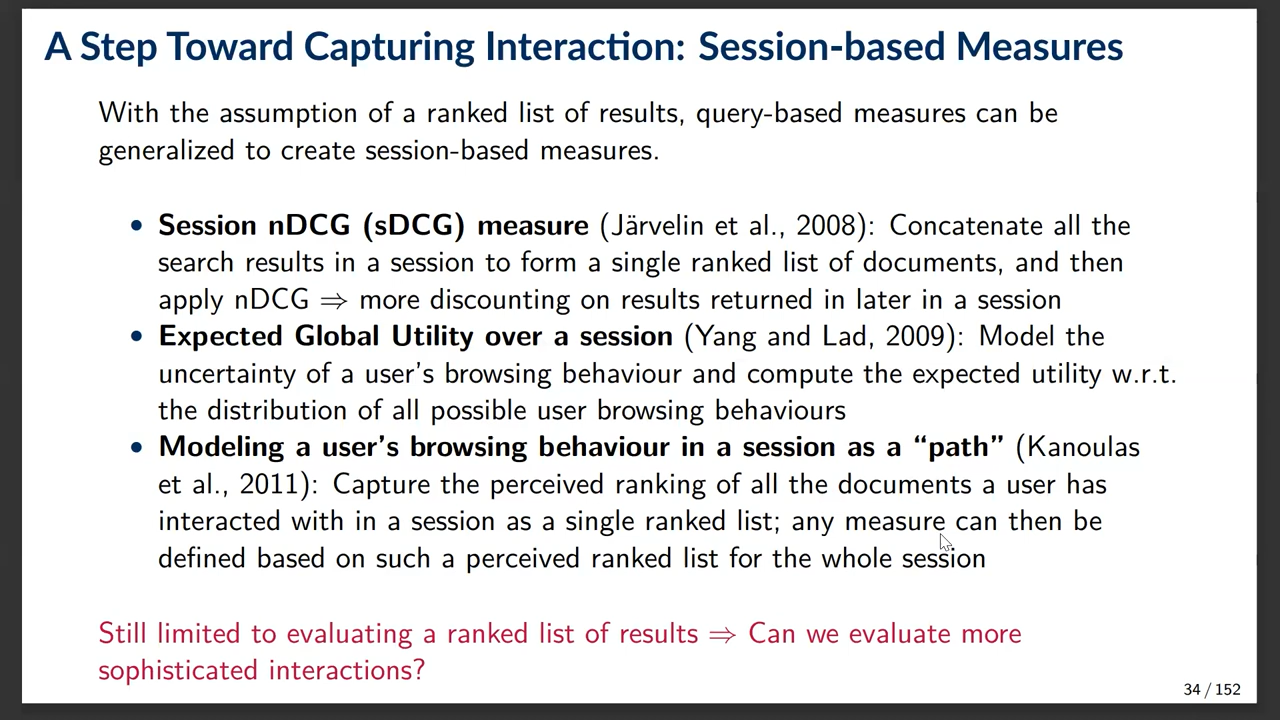 A Step Toward Capturing Interaction: Session-based Measures
With the assumption of a ranked list of results, query-based measures can be
generalized to create session-based measures.
• Session nDCG (sDCG) measure (Järvelin et al., 2008): Concatenate all the
search results in a session to form a single ranked list of documents, and then
apply nDCG ⇒ more discounting on results returned in later in a session
• Expected Global Utility over a session (Yang and Lad, 2009): Model the
uncertainty of a user's browsing behaviour and compute the expected utility w.r.t.
the distribution of all possible user browsing behaviours
• Modeling a user's browsing behaviour in a session as a “path” (Kanoulas
et al., 2011): Capture the perceived ranking of all the documents a user has
interacted with in a session as a single ranked list; any measure can then be
defined based on such a perceived ranked list for the whole session
Still limited to evaluating a ranked list of results ⇒ Can we evaluate more
sophisticated interactions?
34 / 152